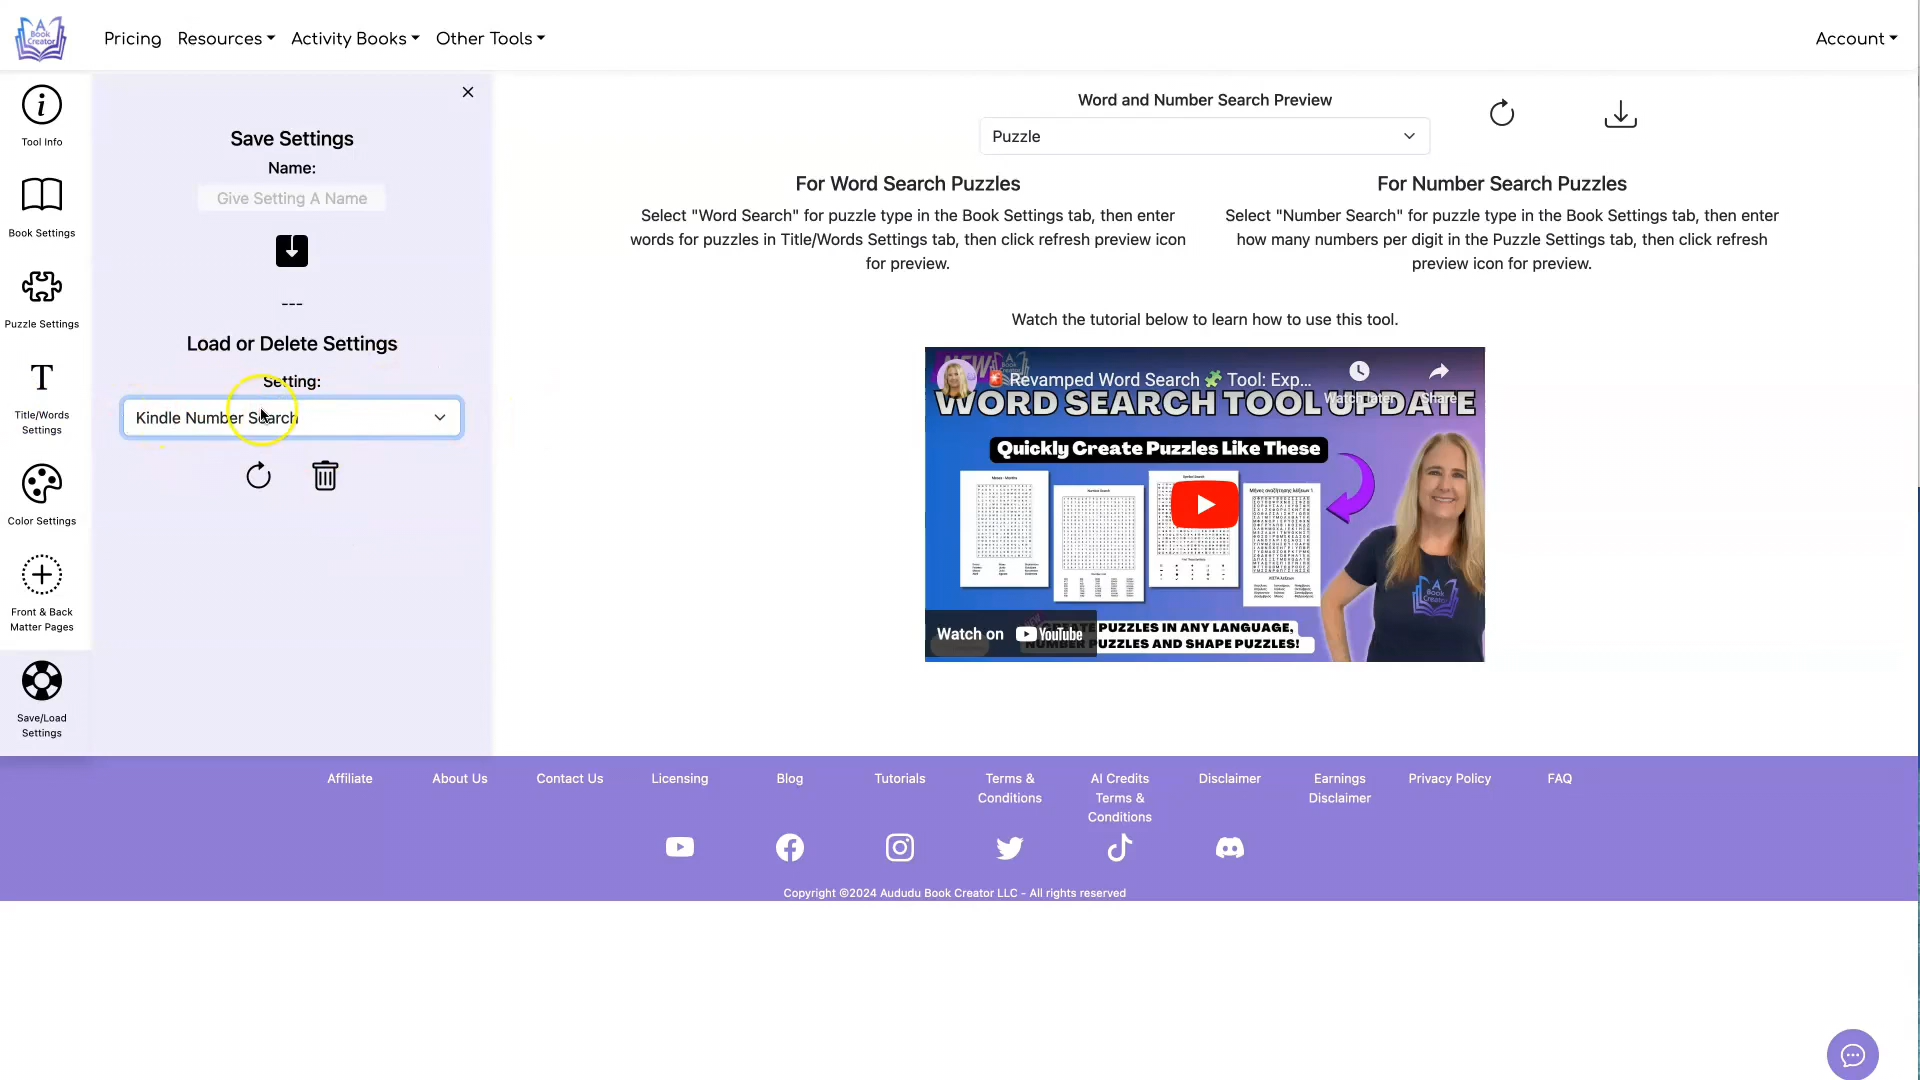 A
Book
Creator
Pricing
Resources
Activity Books
Other Tools
Account
Tool Info
Book Settings
Puzzle Settings
Title/Words
Settings
Color Settings
Front & Back
Matter Pages
Save/Load
Settings
Save Settings
Name:
Give Setting A Name
---
Load or Delete Settings
Setting:
Kindle Number Search
Word and Number Search Preview
Puzzle
For Word Search Puzzles
Select "Word Search" for puzzle type in the Book Settings tab, then enter
words for puzzles in Title/Words Settings tab, then click refresh preview icon
for preview.
For Number Search Puzzles
Select "Number Search" for puzzle type in the Book Settings tab, then enter
how many numbers per digit in the Puzzle Settings tab, then click refresh
preview icon for preview.
Watch the tutorial below to learn how to use this tool.
NEW
Revamped Word Search Tool: Exp...
Watch later
Share
WORD SEARCH TOOL UPDATE
Quickly Create Puzzles Like These
Watch on YouTube
PUZZLES IN ANY LANGUAGE,
NUMBER PUZZLES AND SHAPE PUZZLES!
Affiliate
About Us
Contact Us
Licensing
Blog
Tutorials
Terms &
Conditions
AI Credits
Terms &
Conditions
Disclaimer
Earnings
Disclaimer
Privacy Policy
FAQ
Copyright ©2024 Aududu Book Creator LLC - All rights reserved